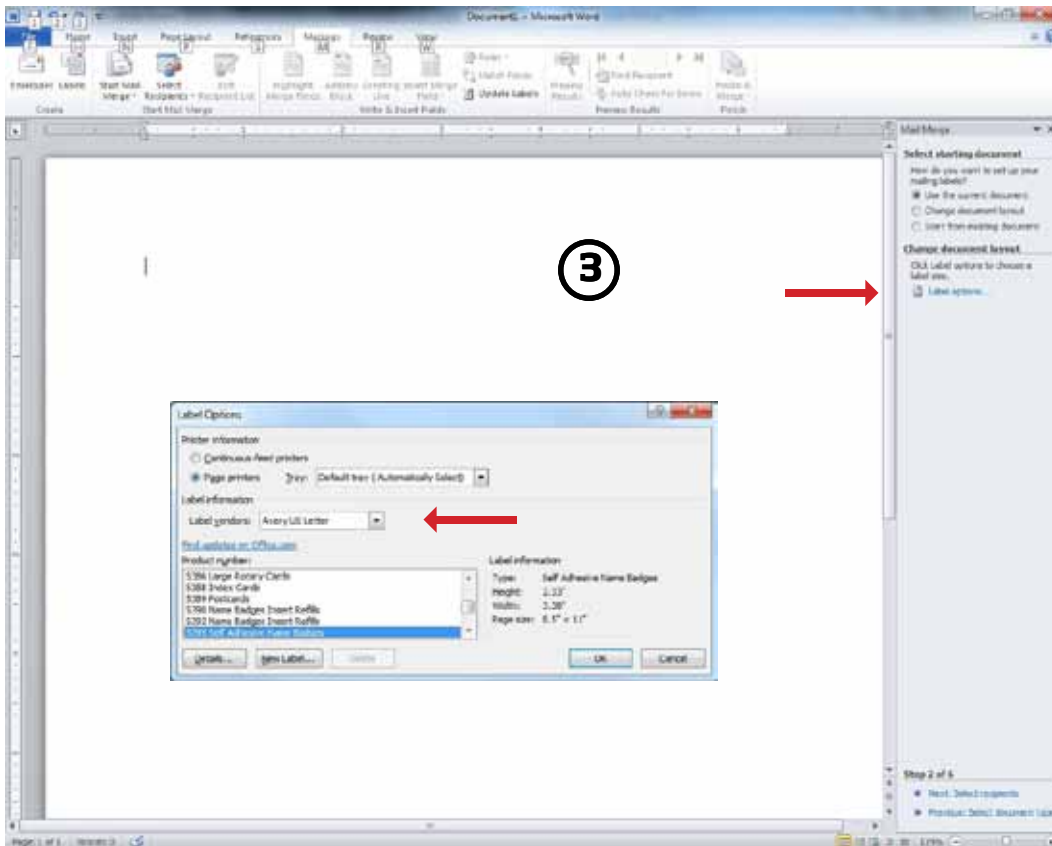 Document1 - Microsoft Word
File Home Insert Page Layout References Mailings Review View
F H N P S M R W
Envelopes Labels Start Mail Merge Select Recipients Edit Recipient List Highlight Merge Fields Address Block Greeting Line Insert Merge Field
Rules
Match Fields
Update Labels
Preview Results
Find Recipient
Auto Check for Errors
Finish & Merge
Create Start Mail Merge Write & Insert Fields Preview Results Finish
Mail Merge
Select starting document
How do you want to set up your mailing labels?
Use the current document
Change document layout
Start from existing document
Change document layout
Click Label options to choose a label size.
Label options...
3
Label Options
Printer information
Continuous-feed printers
Page printers Tray: Default tray (Automatically Select)
Label information
Label vendors: Avery US Letter
Find updates on Office.com
Product number:
5386 Large Rotary Cards
5388 Index Cards
5389 Postcards
5390 Name Badges Insert Refills
5392 Name Badges Insert Refills
5395 Self Adhesive Name Badges
Label information
Type: Self Adhesive Name Badges
Height: 2.33"
Width: 3.38"
Page size: 8.5" x 11"
Details... New Label... Delete OK Cancel
Step 2 of 6
Next: Select recipients
Previous: Select document type
Page: 1 of 1 Words: 0